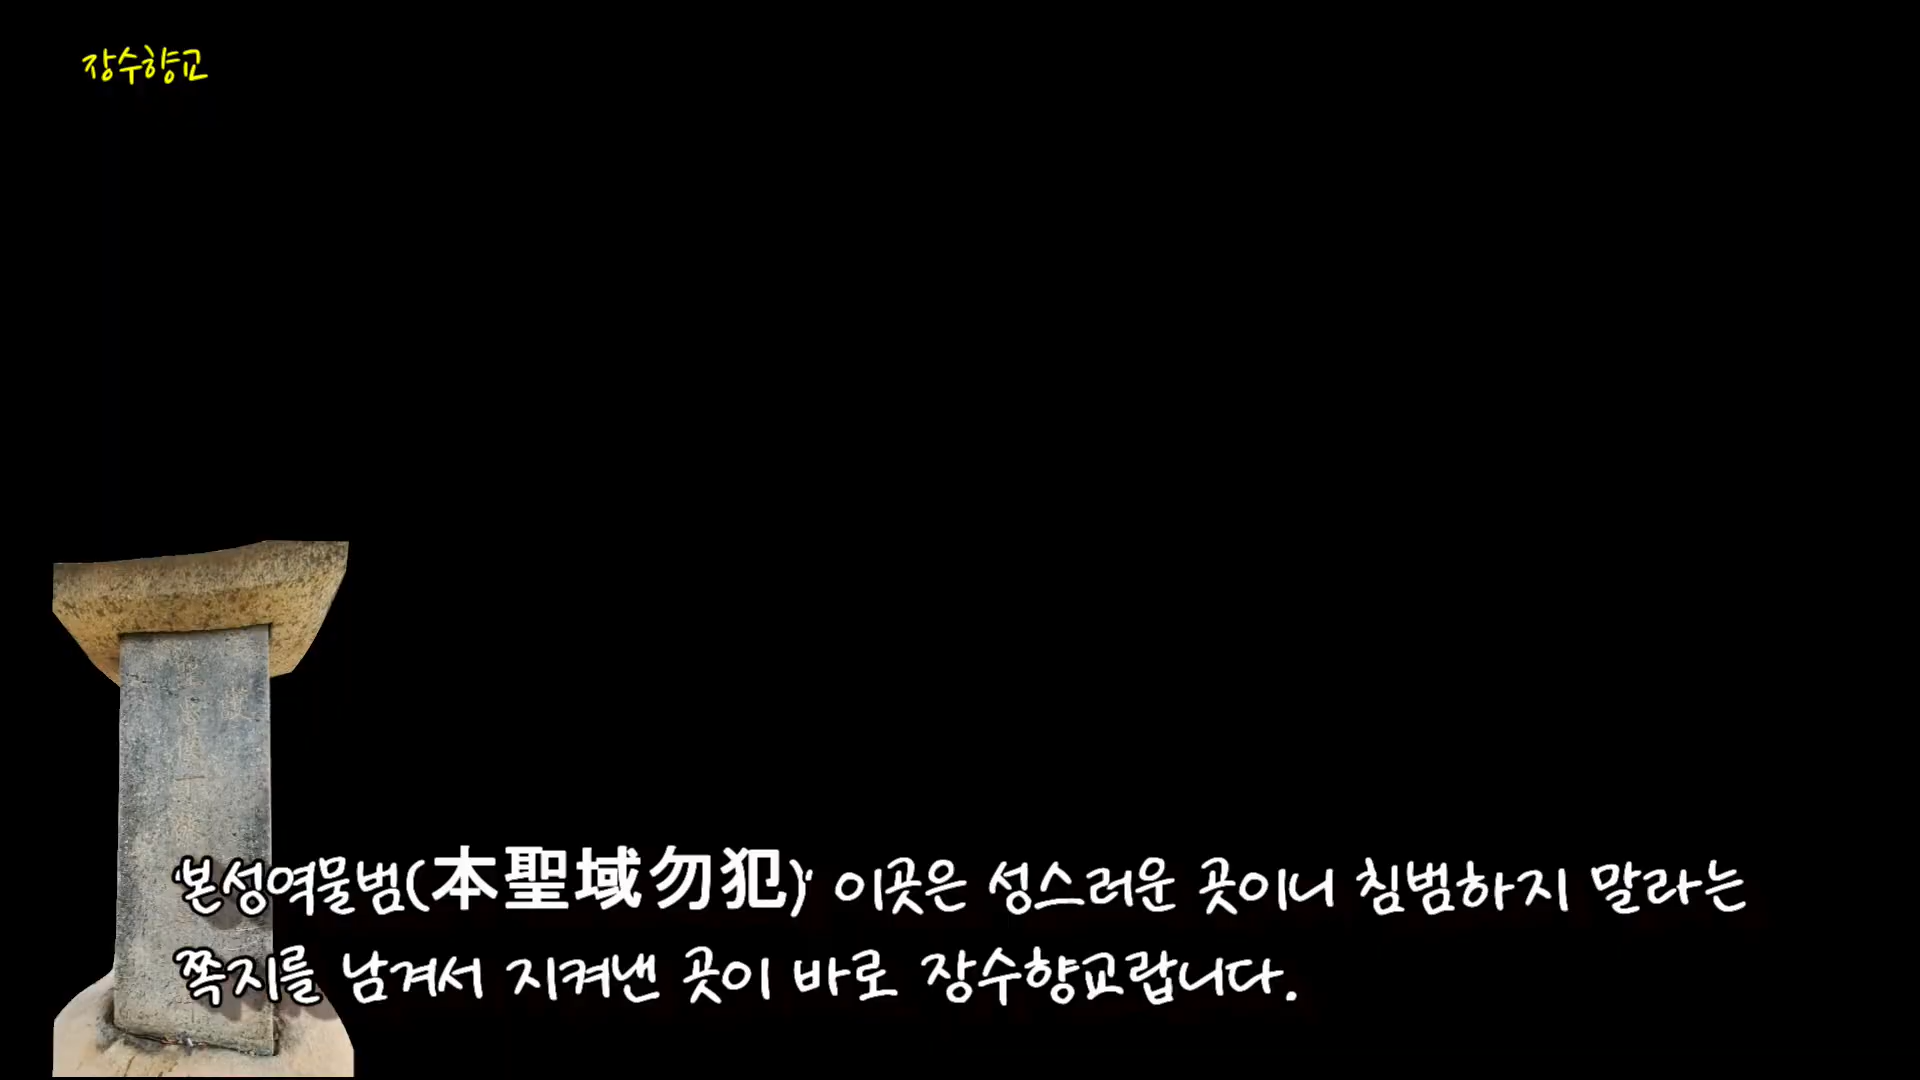 장수향교
'본성역물범(本聖域勿犯)' 이곳은 성스러운 곳이니 침범하지 말라는
쪽지를 남겨서 지켜낸 곳이 바로 장수향교랍니다.